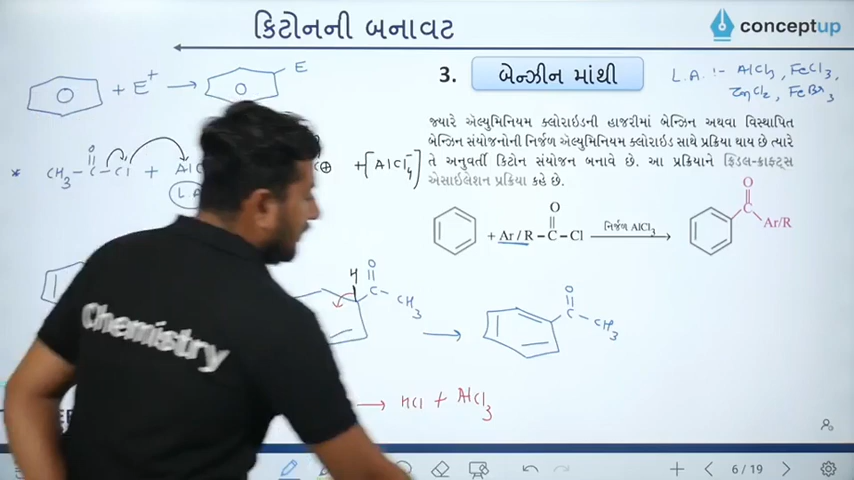 કિટોનની બનાવટ
conceptup
3. બેન્ઝીન માંથી
L.A :- AlCl3, FeCl3,
ZnCl2, FeBr3
+ E+ → E
જ્યારે એલ્યુમિનિયમ ક્લોરાઇડની હાજરીમાં બેન્ઝિન અથવા વિસ્થાપિત
બેન્ઝિન સંયોજનોની નિર્જળ એલ્યુમિનિયમ ક્લોરાઇડ સાથે પ્રક્રિયા થાય છે ત્યારે
તે અનુવર્તી કિટોન સંયોજન બનાવે છે. આ પ્રક્રિયાને ફ્રિડલ-ક્રાફ્ટ્સ
એસાઇલેશન પ્રક્રિયા કહે છે.
* CH3 - C - Cl + + [AlCl4]
O
O
+ Ar/R—C—Cl નિર્જળ AlCl3
O
C
Ar/R
H O
C - CH3
O
C - CH3
→ HCl + AlCl3
Chemistry
6 / 19